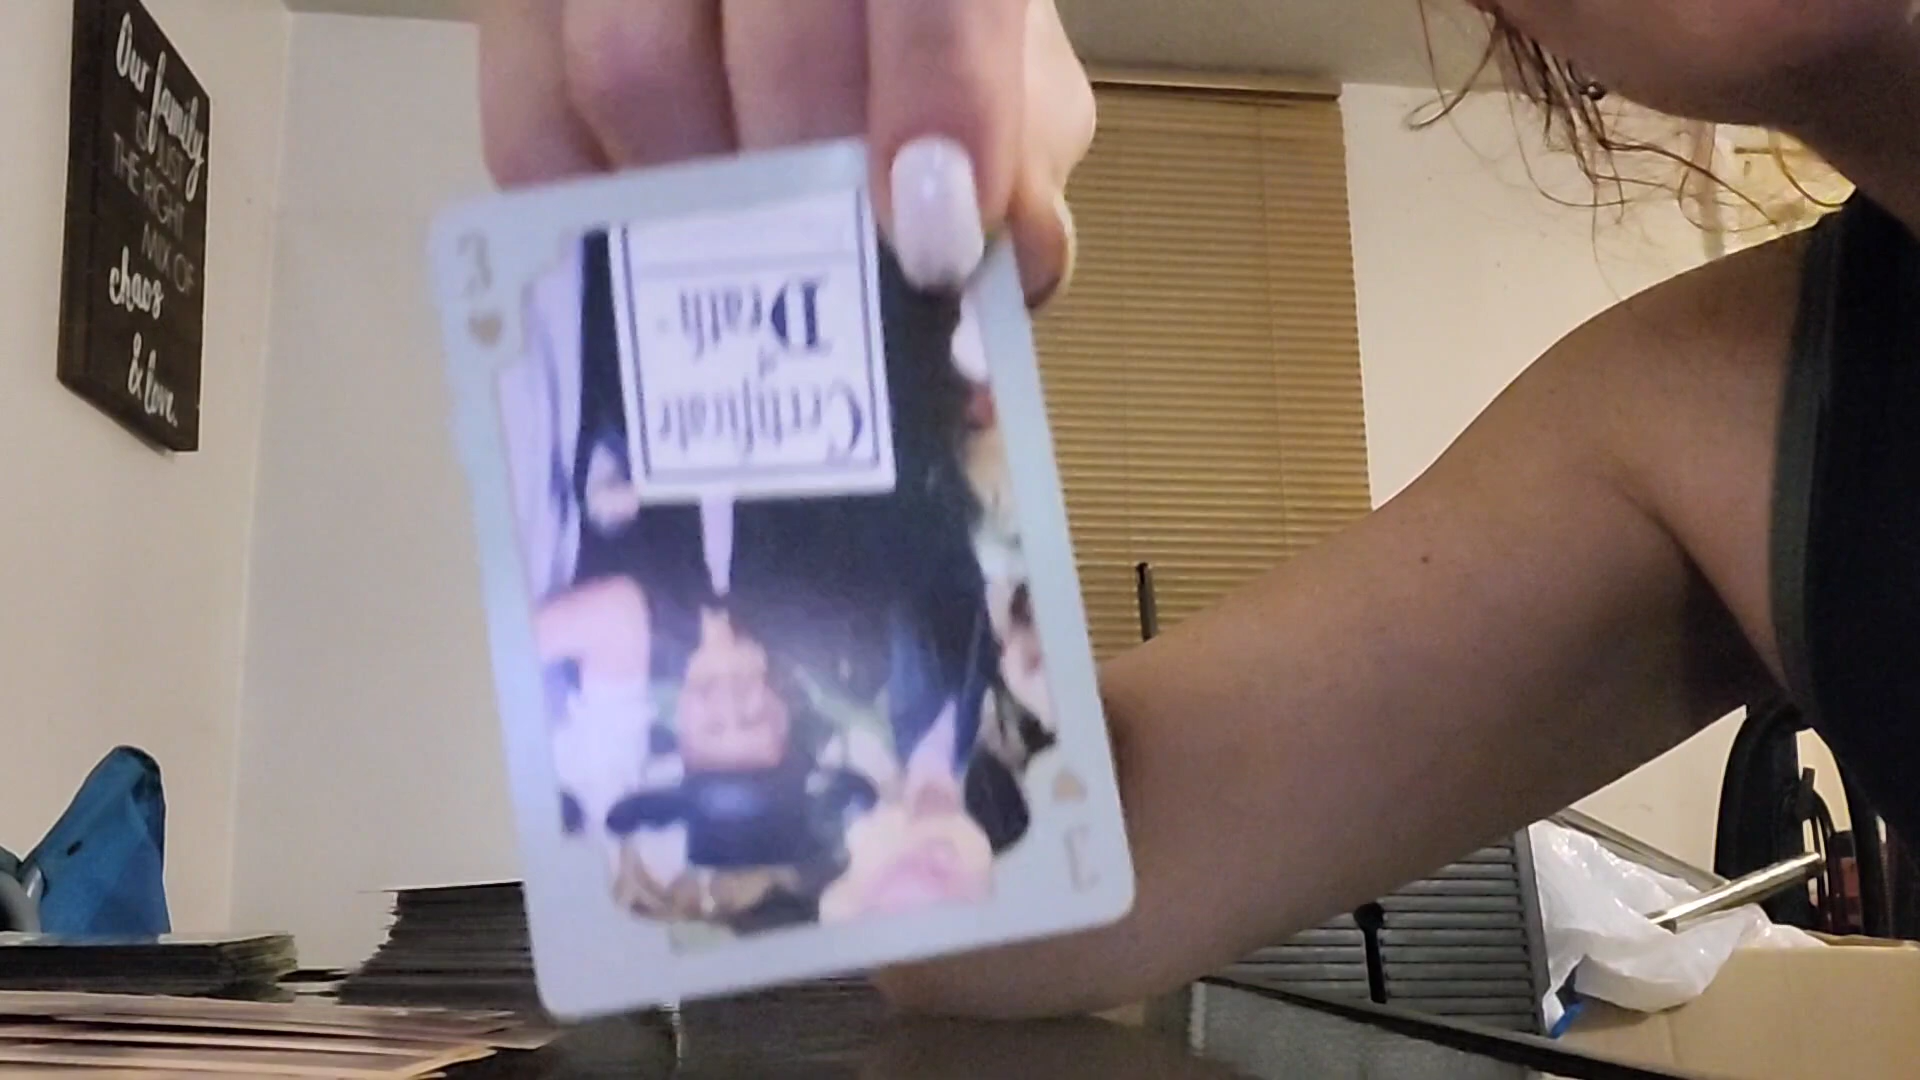 Our family
IS JUST
THE RIGHT
MIX OF
chaos
& love.
3
Certificate
of
Death
3